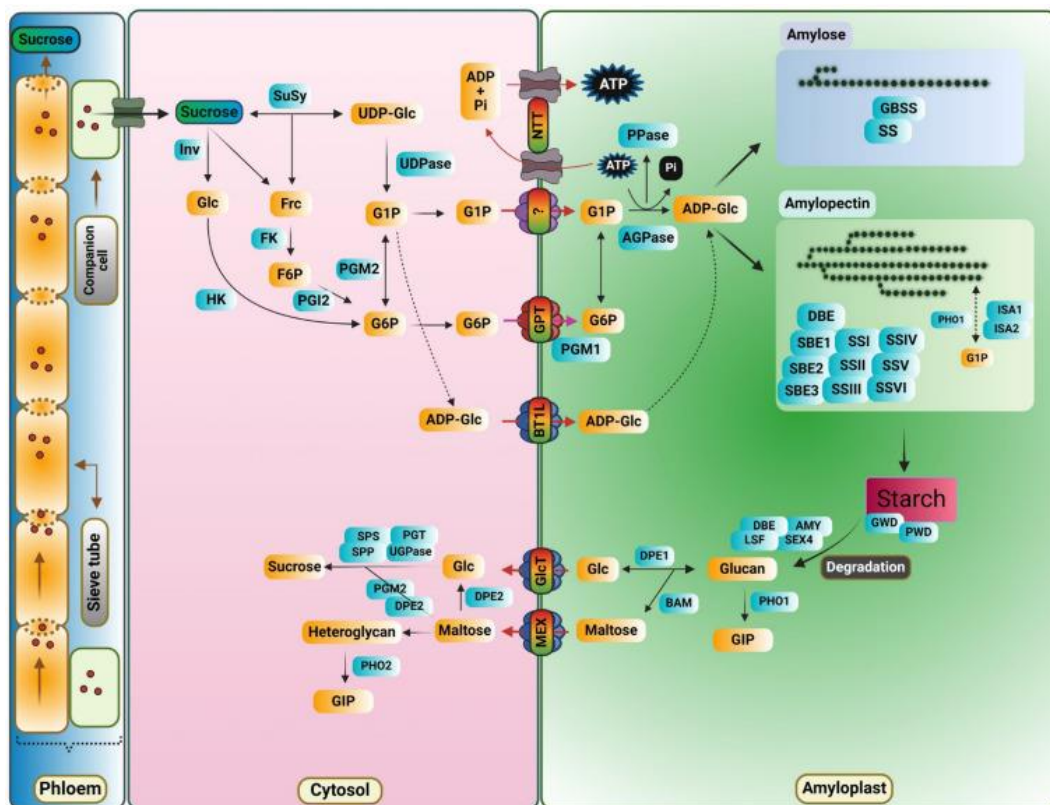 Sucrose
Companion
cell
Sieve tube
Phloem
Sucrose
SuSy
UDP-Glc
Inv
UDPase
Glc
Frc
G1P
G1P
FK
F6P
PGM2
HK
PGI2
G6P
G6P
ADP-Glc
SPS
PGT
SPP
UGPase
Sucrose
Glc
PGM2
DPE2
DPE2
Heteroglycan
Maltose
PHO2
GIP
Cytosol
ADP
+
Pi
NTT
?
GPT
BT1L
GlcT
MEX
ATP
PPase
ATP
Pi
G1P
ADP-Glc
AGPase
G6P
PGM1
ADP-Glc
Amylose
GBSS
SS
Amylopectin
DBE
SBE1
SSI
SSIV
SBE2
SSII
SSV
SBE3
SSIII
SSVI
PHO1
ISA1
ISA2
G1P
Starch
GWD
PWD
Degradation
DBE
AMY
LSF
SEX4
Glc
DPE1
Glucan
BAM
PHO1
Maltose
GIP
Amyloplast